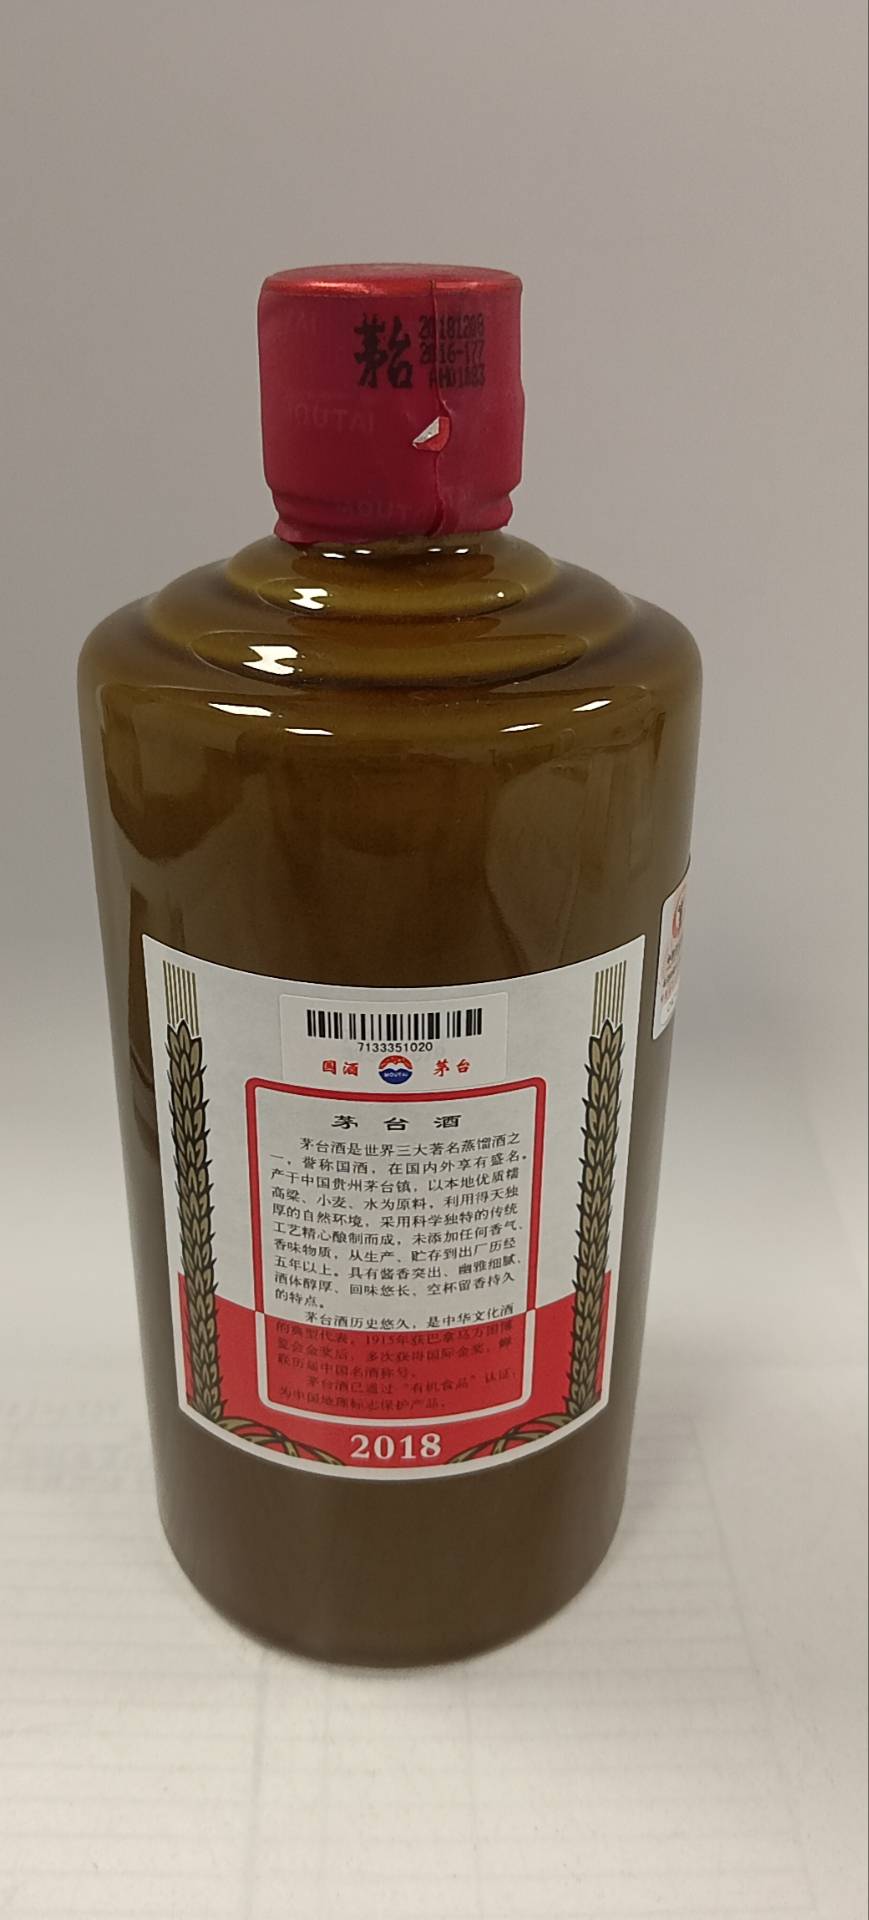 茅台
20181208
2016-177
AH01883
MOUTAI
7133351020
国酒
MOUTAI
茅台
茅台酒
茅台酒是世界三大著名蒸馏酒之
一，誉称国酒，在国内外享有盛名。
产于中国贵州茅台镇，以本地优质糯
高粱、小麦、水为原料，利用得天独
厚的自然环境，采用科学独特的传统
工艺精心酿制而成，未添加任何香气、
香味物质，从生产、贮存到出厂历经
五年以上。具有酱香突出、幽雅细腻、
酒体醇厚、回味悠长、空杯留香持久
的特点。
茅台酒历史悠久，是中华文化酒
的典型代表。1915年获巴拿马万国博
览会金奖后，多次获得国际金奖，蝉
联历届中国名酒称号。
茅台酒已通过“有机食品”认证；
为中国地理标志保护产品。
2018